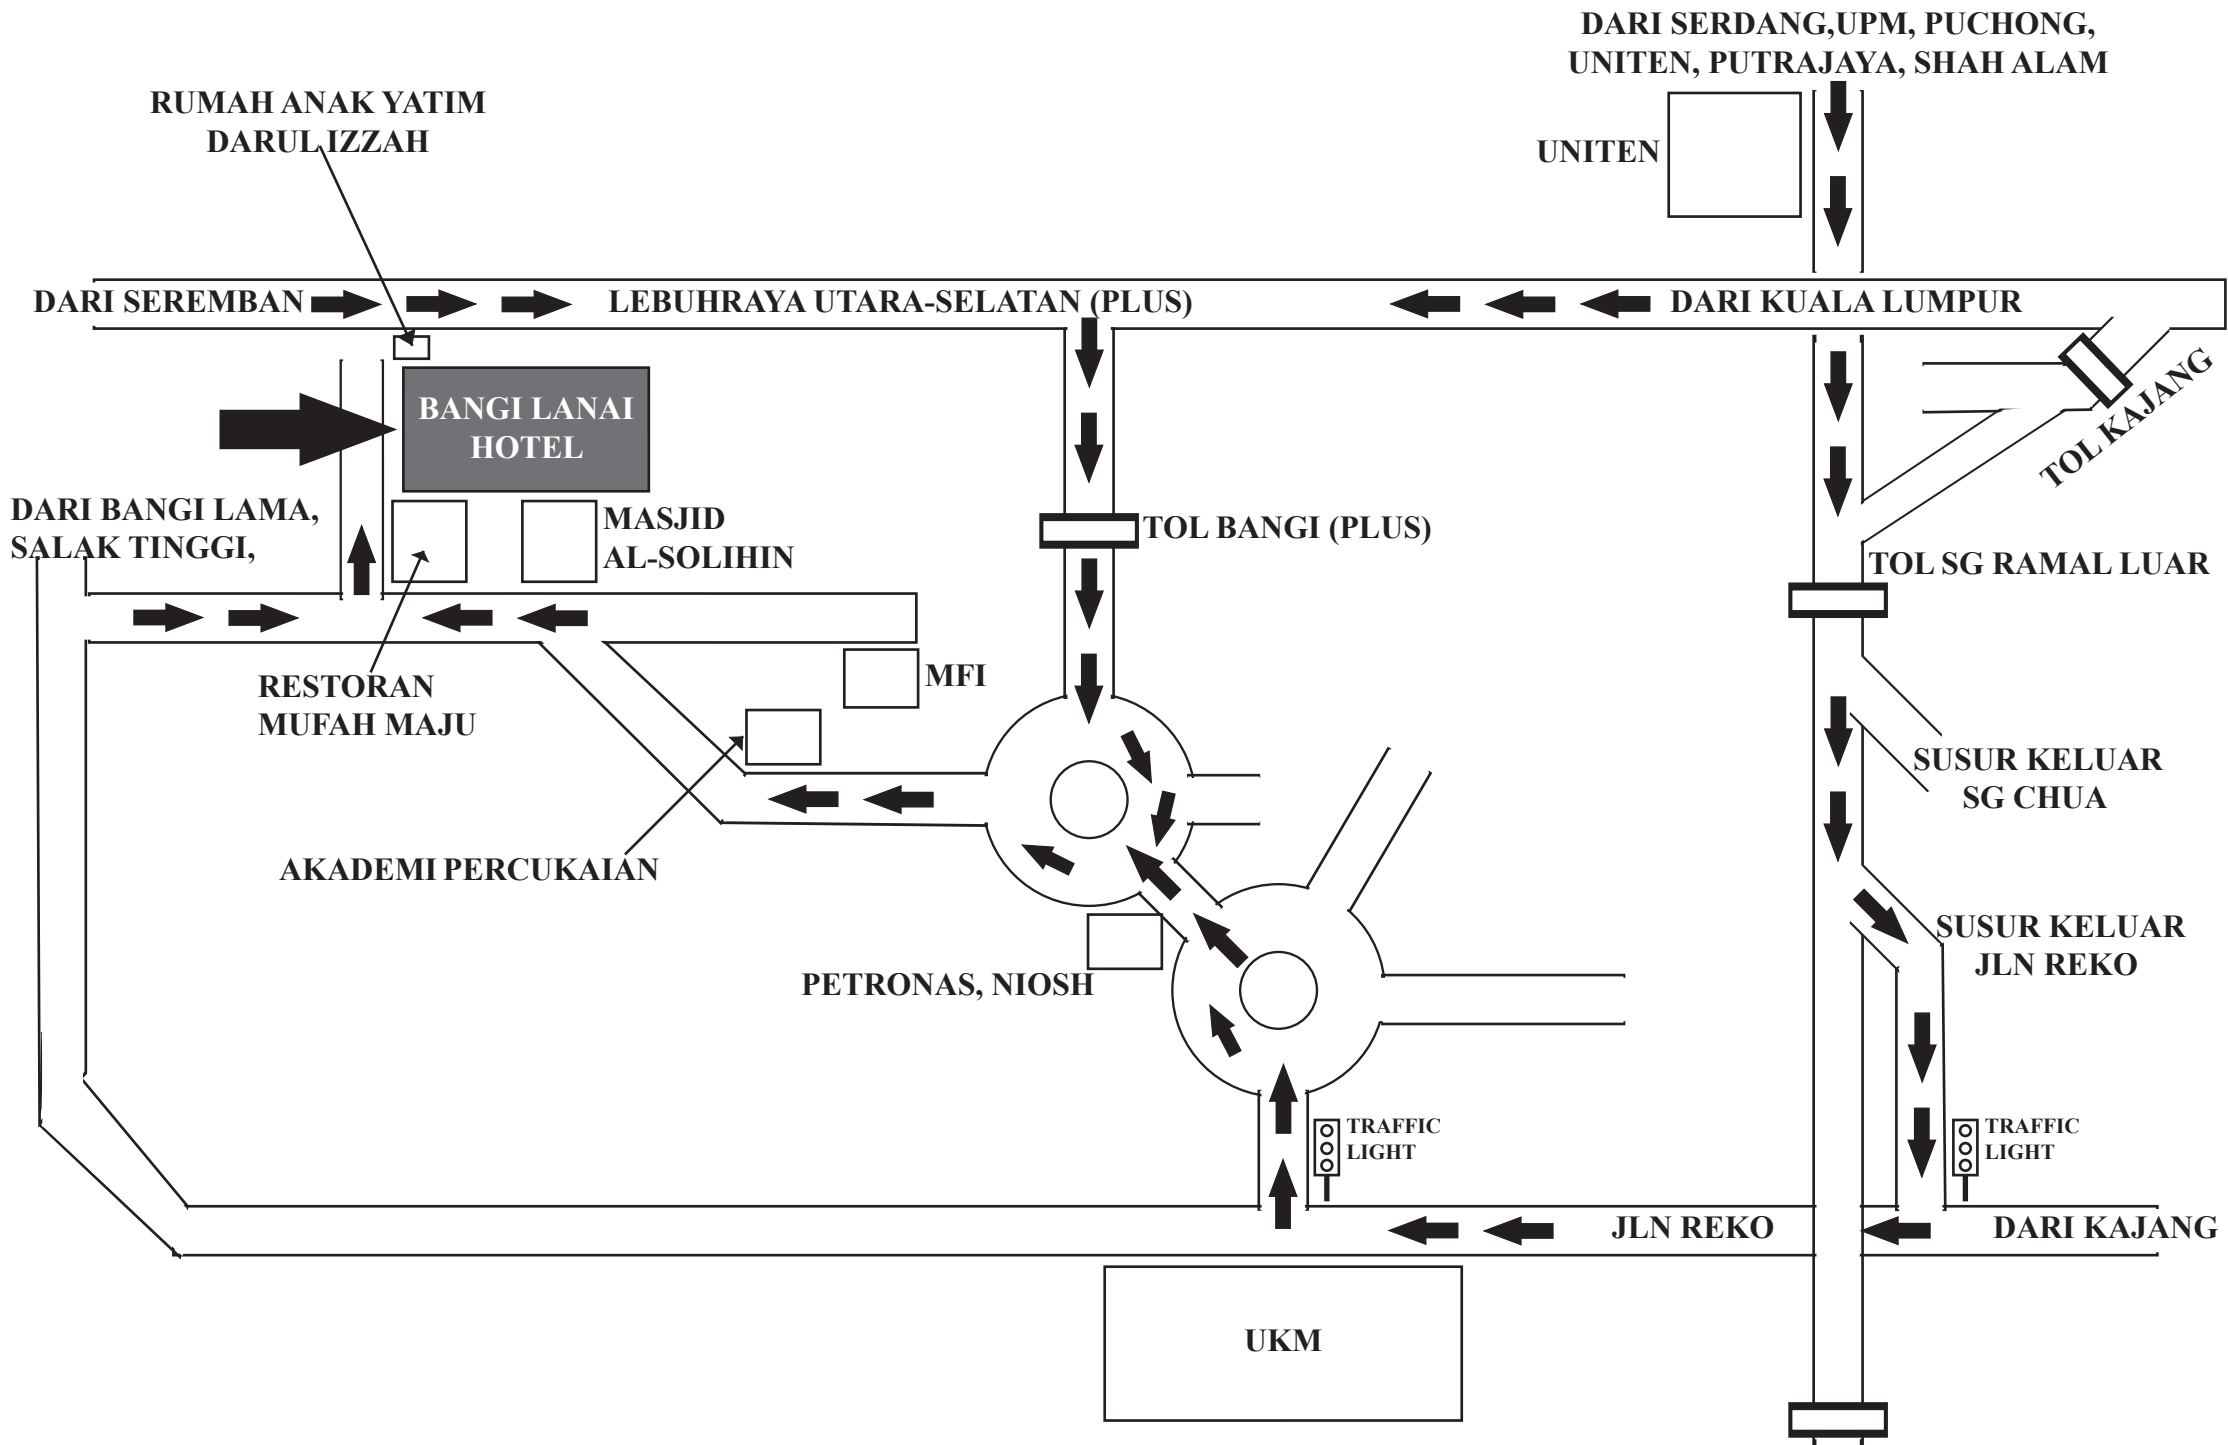 DARI SERDANG,UPM, PUCHONG,
UNITEN, PUTRAJAYA, SHAH ALAM
RUMAH ANAK YATIM
DARUL IZZAH
UNITEN
DARI SEREMBAN
LEBUHRAYA UTARA-SELATAN (PLUS)
DARI KUALA LUMPUR
TOL KAJANG
BANGI LANAI
HOTEL
DARI BANGI LAMA,
SALAK TINGGI,
MASJID
AL-SOLIHIN
TOL BANGI (PLUS)
TOL SG RAMAL LUAR
RESTORAN
MUFAH MAJU
MFI
SUSUR KELUAR
SG CHUA
AKADEMI PERCUKAIAN
SUSUR KELUAR
JLN REKO
PETRONAS, NIOSH
TRAFFIC
LIGHT
TRAFFIC
LIGHT
JLN REKO
DARI KAJANG
UKM